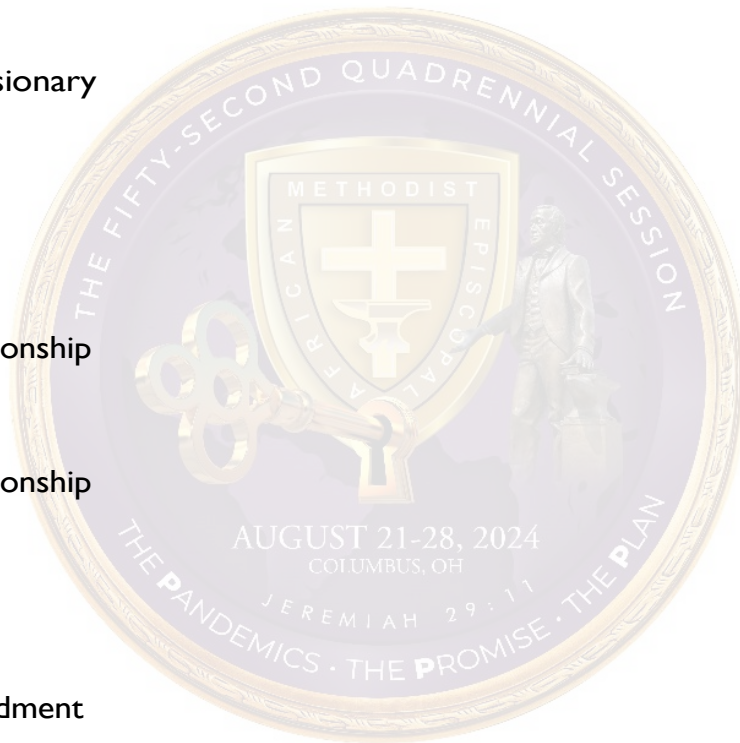 sionary
onship
onship
dment
THE FIFTY-SECOND QUADRENNIAL SESSION
AFRICAN METHODIST EPISCOPAL
AUGUST 21-28, 2024
COLUMBUS, OH
JEREMIAH 29:11
THE PANDEMICS · THE PROMISE · THE PLAN